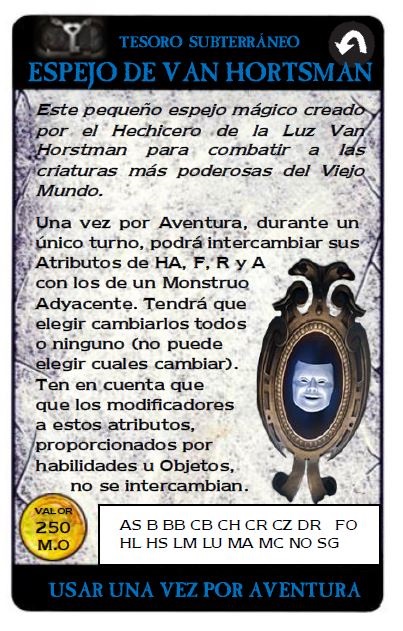 TESORO SUBTERRÁNEO
ESPEJO DE VAN HORTSMAN
Este pequeño espejo mágico creado
por el Hechicero de la Luz Van
Horstman para combatir a las
criaturas más poderosas del Viejo
Mundo.
Una vez por Aventura, durante un
único turno, podrá intercambiar sus
Atributos de HA, F, R y A
con los de un Monstruo
Adyacente. Tendrá que
elegir cambiarlos todos
o ninguno (no puede
elegir cuales cambiar).
Ten en cuenta que
que los modificadores
a estos atributos,
proporcionados por
habilidades u Objetos,
no se intercambian.
VALOR
250
M.O
AS B BB CB CH CR CZ DR FO
HL HS LM LU MA MC NO SG
USAR UNA VEZ POR AVENTURA